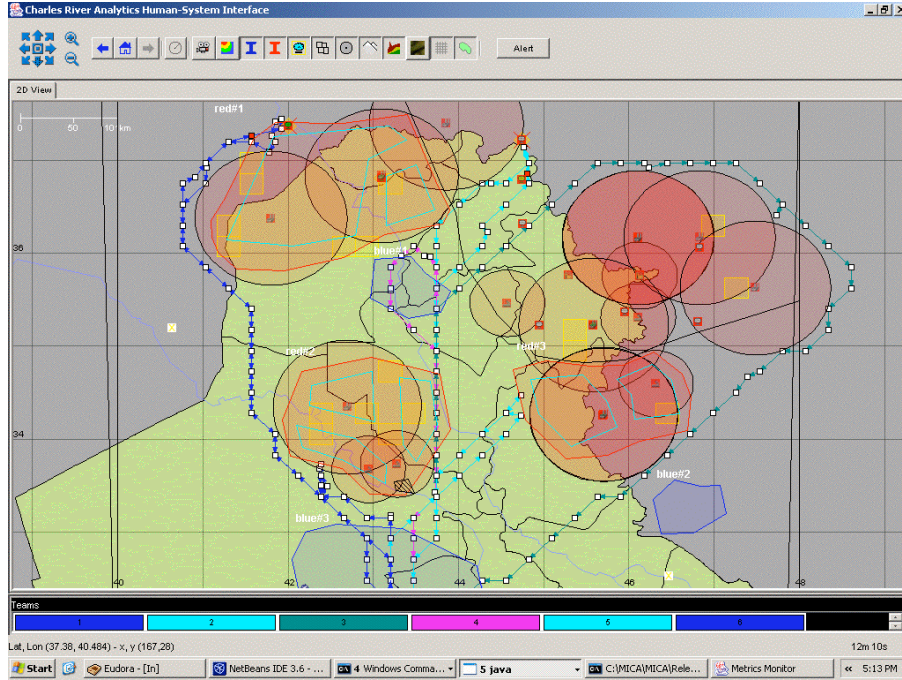 Charles River Analytics Human-System Interface
Alert
2D View
red#1
0 50 10 km
36
blue#1
red#2
red#3
34
blue#2
blue#3
40 42 44 46 48
Teams
1 2 3 4 5 6
Lat, Lon (37.38, 40.484) - x, y (167,28)
12m 10s
Start
Eudora - [In]
NetBeans IDE 3.6 - ...
4 Windows Comma...
5 java
C:\MICA\MICA\Rele...
Metrics Monitor
«
5:13 PM